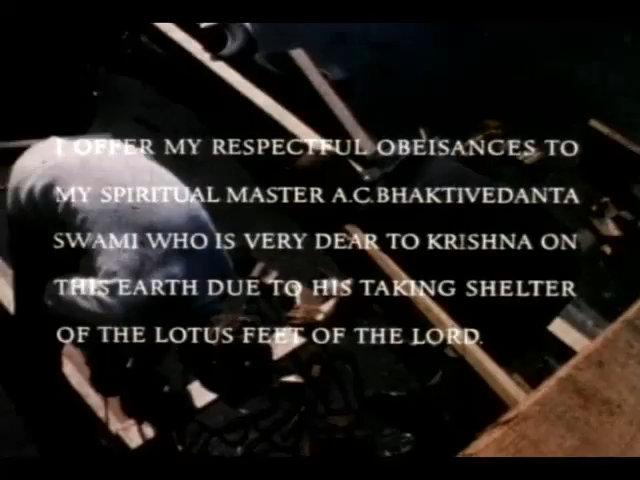 I OFFER MY RESPECTFUL OBEISANCES TO
MY SPIRITUAL MASTER A.C.BHAKTIVEDANTA
SWAMI WHO IS VERY DEAR TO KRISHNA ON
THIS EARTH DUE TO HIS TAKING SHELTER
OF THE LOTUS FEET OF THE LORD.